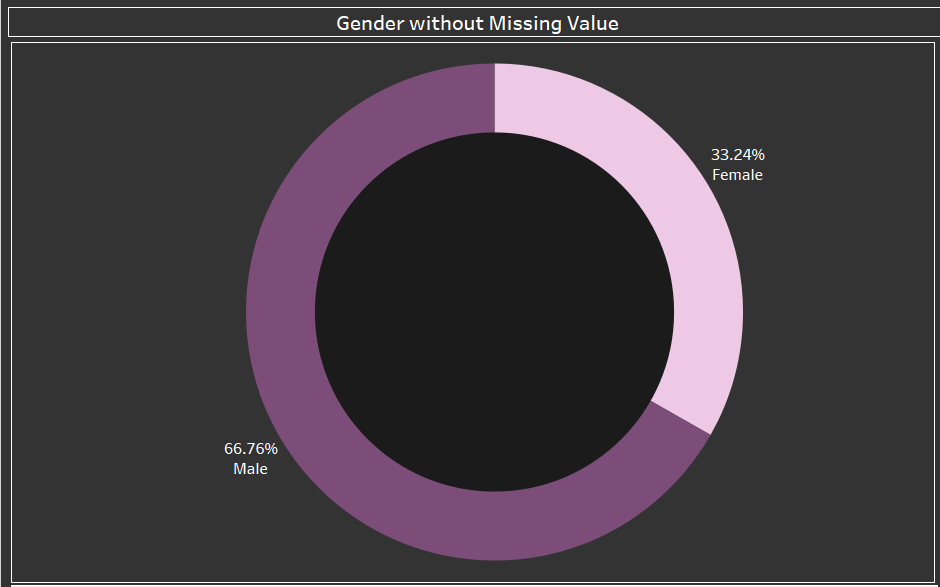 Gender without Missing Value
33.24%
Female
66.76%
Male